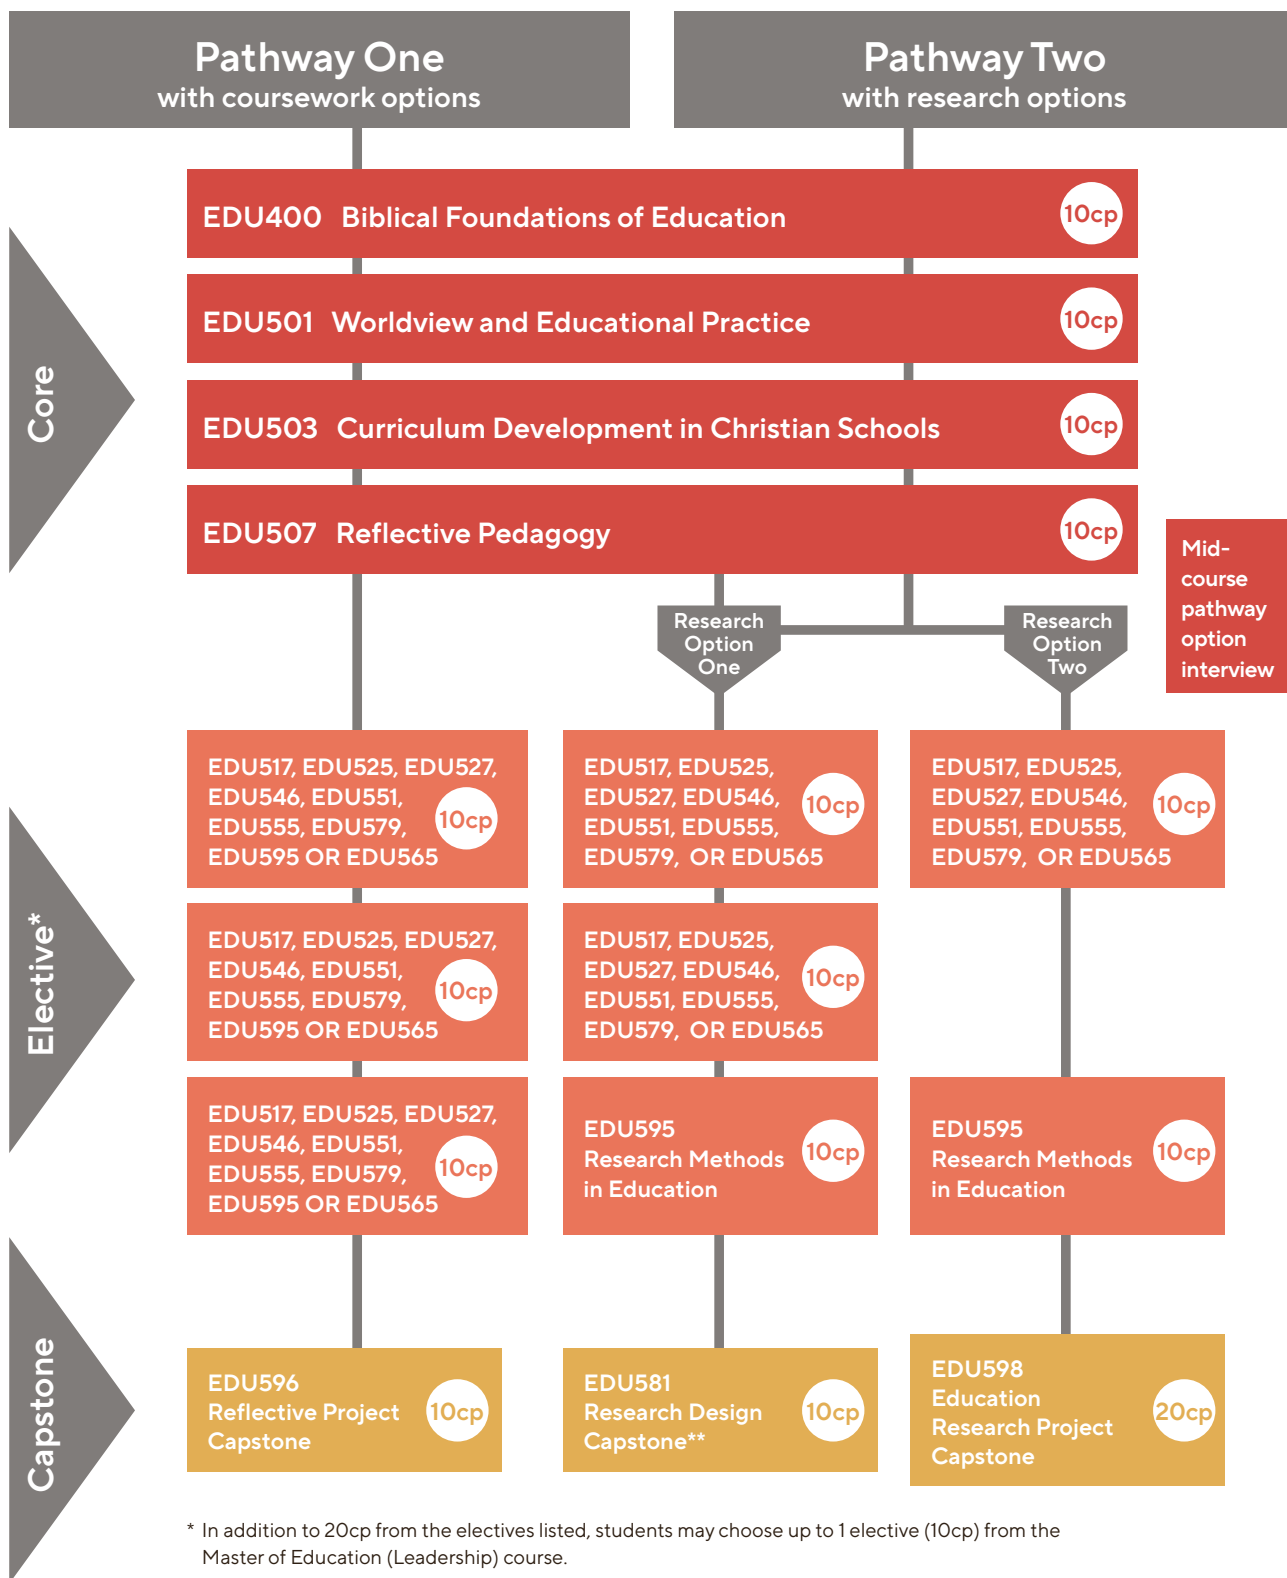 Pathway One
with coursework options
Pathway Two
with research options
Core
EDU400 Biblical Foundations of Education
10cp
EDU501 Worldview and Educational Practice
10cp
EDU503 Curriculum Development in Christian Schools
10cp
EDU507 Reflective Pedagogy
10cp
Mid-
course
pathway
option
interview
Research
Option
One
Research
Option
Two
Elective*
EDU517, EDU525, EDU527,
EDU546, EDU551,
EDU555, EDU579,
EDU595 OR EDU565
10cp
EDU517, EDU525,
EDU527, EDU546,
EDU551, EDU555,
EDU579, OR EDU565
10cp
EDU517, EDU525,
EDU527, EDU546,
EDU551, EDU555,
EDU579, OR EDU565
10cp
EDU517, EDU525, EDU527,
EDU546, EDU551,
EDU555, EDU579,
EDU595 OR EDU565
10cp
EDU517, EDU525,
EDU527, EDU546,
EDU551, EDU555,
EDU579, OR EDU565
10cp
EDU517, EDU525, EDU527,
EDU546, EDU551,
EDU555, EDU579,
EDU595 OR EDU565
10cp
EDU595
Research Methods
in Education
10cp
EDU595
Research Methods
in Education
10cp
Capstone
EDU596
Reflective Project
Capstone
10cp
EDU581
Research Design
Capstone**
10cp
EDU598
Education
Research Project
Capstone
20cp
* In addition to 20cp from the electives listed, students may choose up to 1 elective (10cp) from the
Master of Education (Leadership) course.